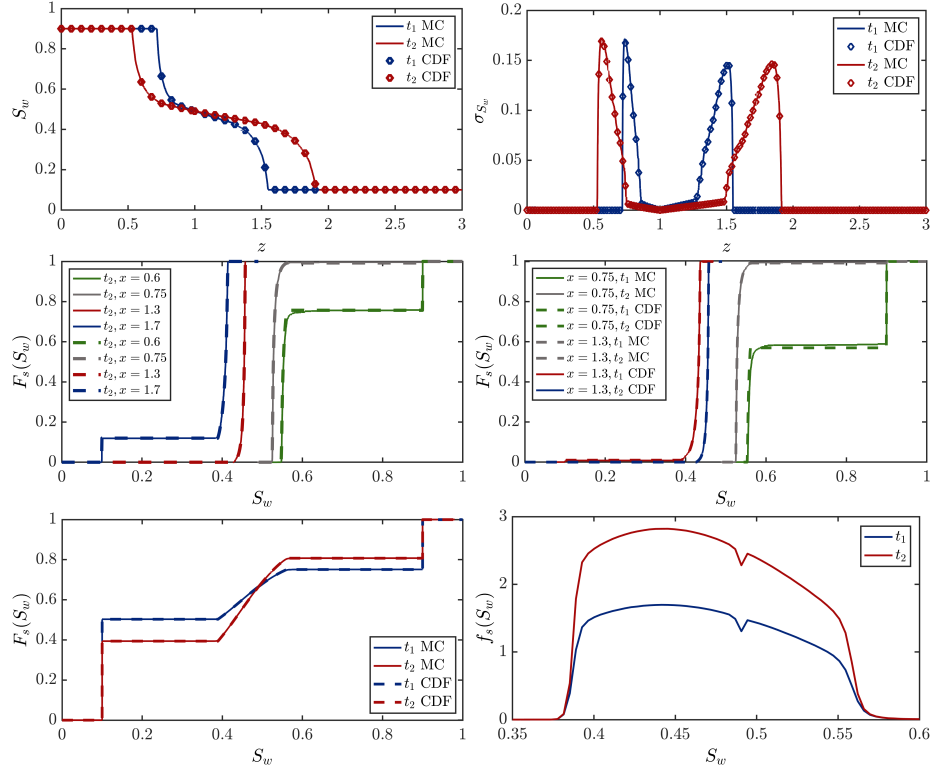 1
0.8
0.6
0.4
0.2
0
S_w
t_1 MC
t_2 MC
t_1 CDF
t_2 CDF
0 0.5 1 1.5 2 2.5 3
z
0.2
0.15
0.1
0.05
0
σ_{S_w}
t_1 MC
t_1 CDF
t_2 MC
t_2 CDF
0 0.5 1 1.5 2 2.5 3
z
1
0.8
0.6
0.4
0.2
0
F_s(S_w)
t_2, x = 0.6
t_2, x = 0.75
t_2, x = 1.3
t_2, x = 1.7
t_2, x = 0.6
t_2, x = 0.75
t_2, x = 1.3
t_2, x = 1.7
0 0.2 0.4 0.6 0.8 1
S_w
1
0.8
0.6
0.4
0.2
0
F_s(S_w)
x = 0.75, t_1 MC
x = 0.75, t_2 MC
x = 0.75, t_1 CDF
x = 0.75, t_2 CDF
x = 1.3, t_1 MC
x = 1.3, t_2 MC
x = 1.3, t_1 CDF
x = 1.3, t_2 CDF
0 0.2 0.4 0.6 0.8 1
S_w
1
0.8
0.6
0.4
0.2
0
F_s(S_w)
t_1 MC
t_2 MC
t_1 CDF
t_2 CDF
0 0.2 0.4 0.6 0.8 1
S_w
3
2
1
0
f_s(S_w)
t_1
t_2
0.35 0.4 0.45 0.5 0.55 0.6
S_w